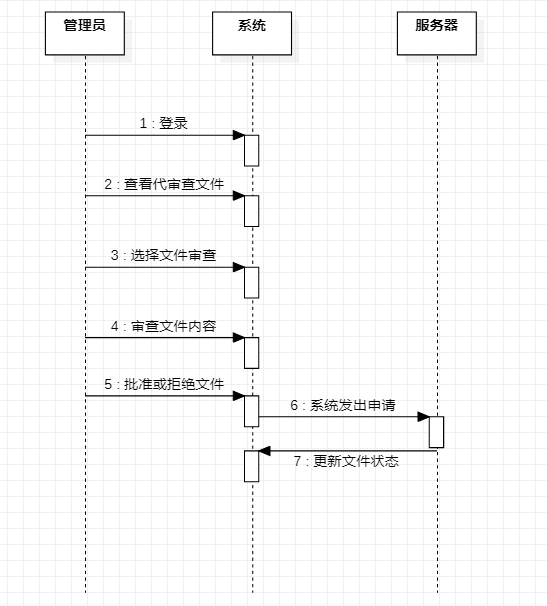 管理员
系统
服务器
1 : 登录
2 : 查看代审查文件
3 : 选择文件审查
4 : 审查文件内容
5 : 批准或拒绝文件
6 : 系统发出申请
7 : 更新文件状态